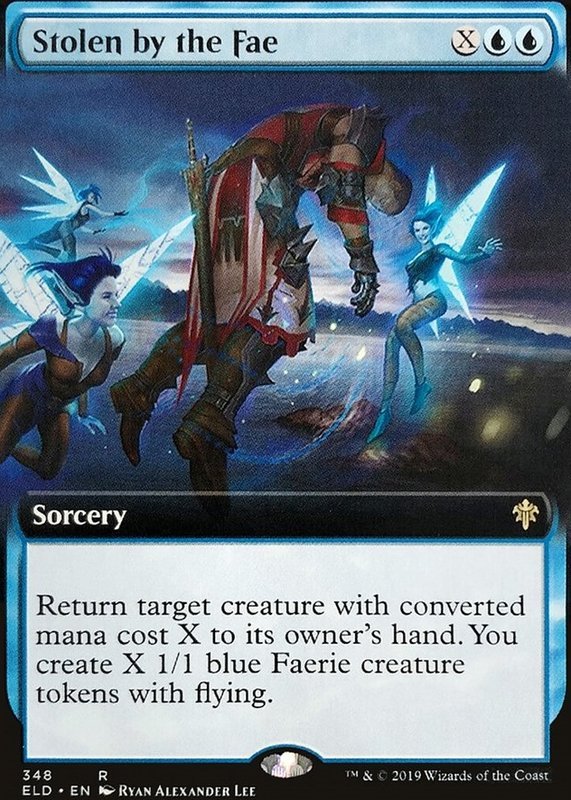 Stolen by the Fae X
Sorcery
Return target creature with converted
mana cost X to its owner's hand. You
create X 1/1 blue Faerie creature
tokens with flying.
348 R
ELD • EN Ryan Alexander Lee ™ & © 2019 Wizards of the Coast